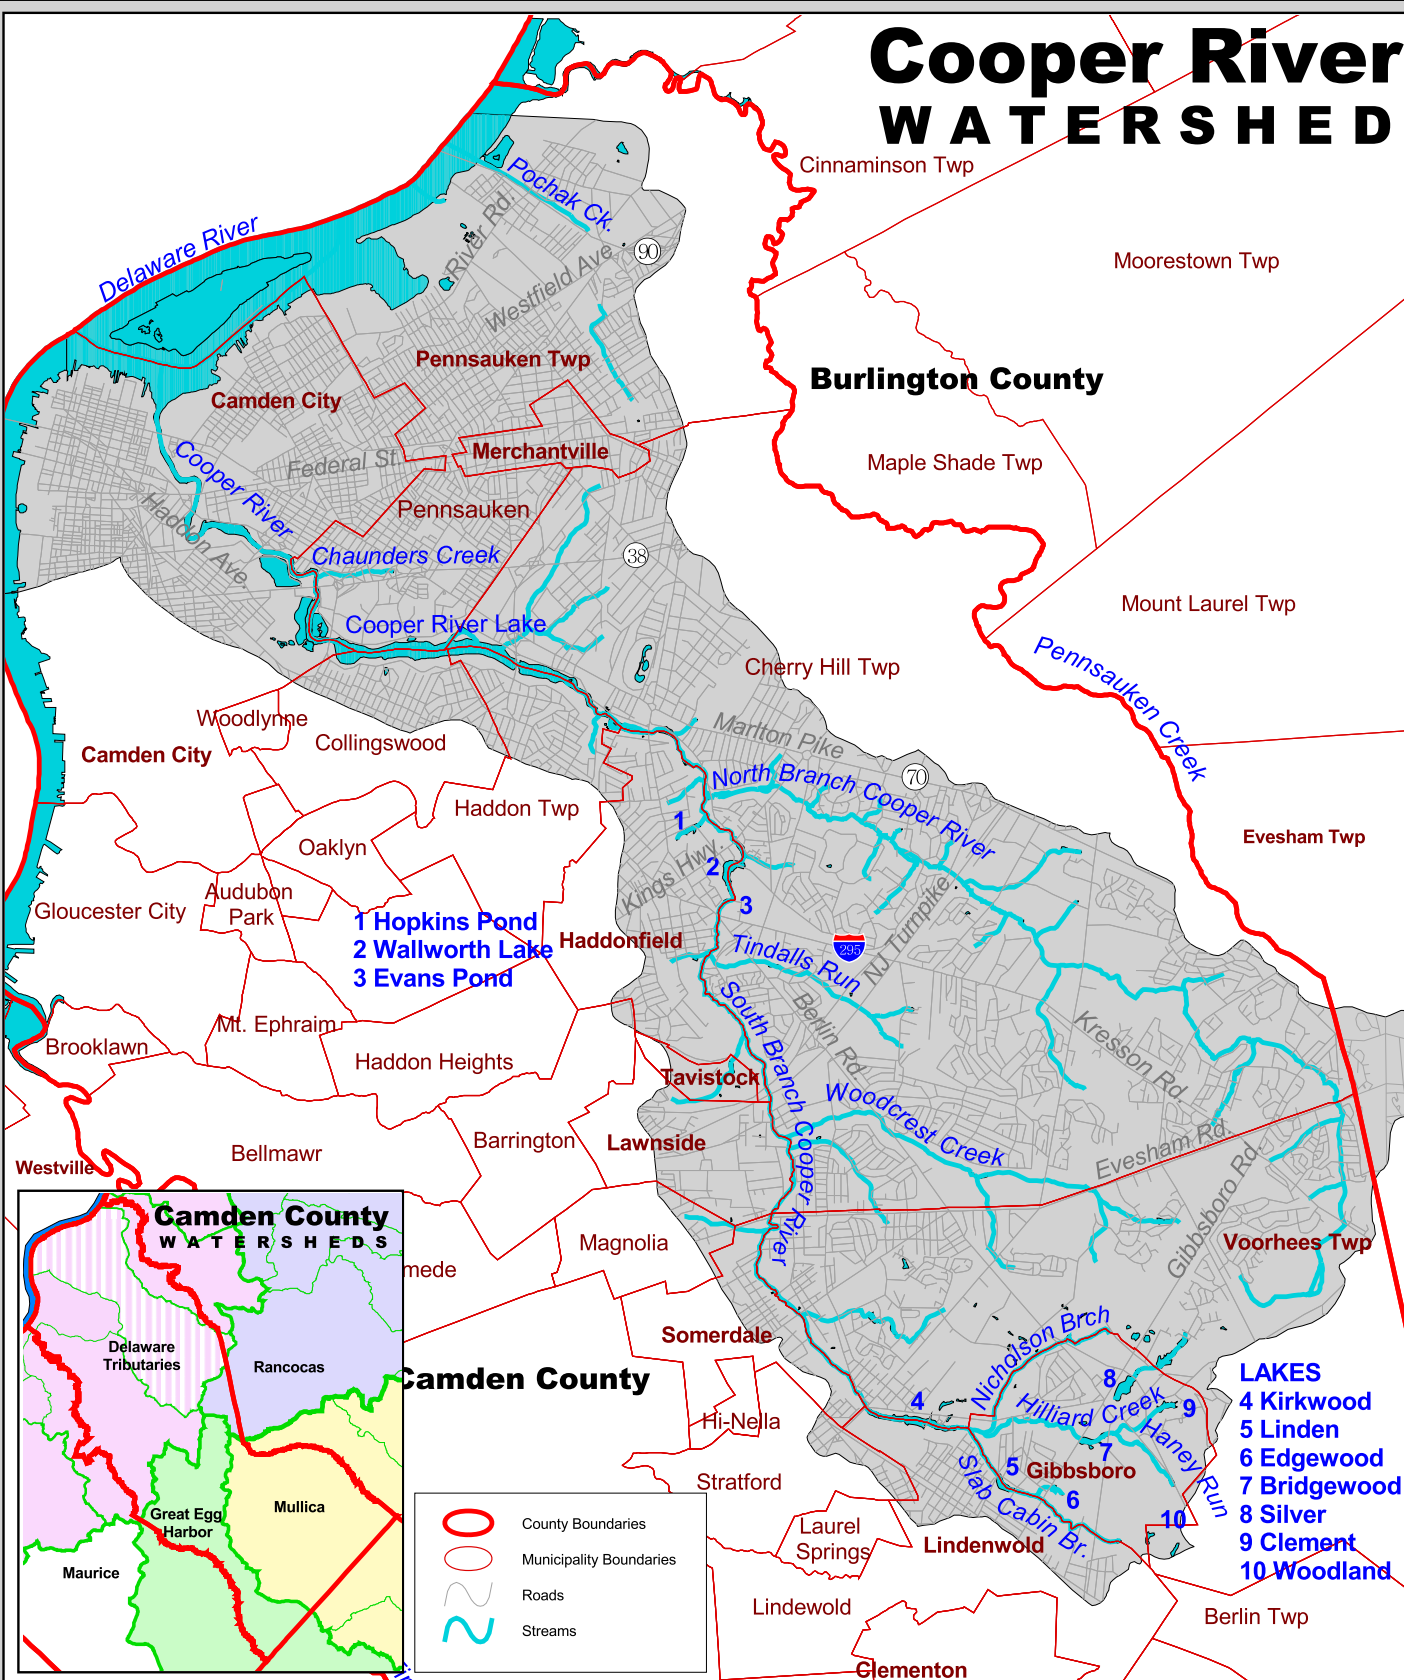 Cooper River
WATERSHED
Cinnaminson Twp
Pochak Ck.
Delaware River
River Rd.
90
Westfield Ave.
Moorestown Twp
Pennsauken Twp
Burlington County
Camden City
Merchantville
Federal St.
Maple Shade Twp
Cooper River
Pennsauken
Haddon Ave.
Chaunders Creek
38
Cooper River Lake
Mount Laurel Twp
Cherry Hill Twp
Pennsauken Creek
Woodlynne
Collingswood
Camden City
Marlton Pike
70
North Branch Cooper River
Haddon Twp
1
Evesham Twp
Oaklyn
Kings Hwy.
2
Audubon
Park
3
Gloucester City
1 Hopkins Pond
2 Wallworth Lake
3 Evans Pond
Haddonfield
Tindalls Run
295
NJ Turnpike
South Branch Cooper River
Berlin Rd.
Mt. Ephraim
Brooklawn
Haddon Heights
Kresson Rd.
Tavistock
Woodcrest Creek
Barrington
Lawnside
Bellmawr
Evesham Rd.
Westville
Gibbsboro Rd.
Voorhees Twp
Magnolia
mede
Camden County
WATERSHEDS
Delaware
Tributaries
Rancocas
Great Egg
Harbor
Mullica
Maurice
Somerdale
Camden County
Nicholson Brch
8
4
Hilliard Creek
9
Haney Run
7
Hi-Nella
5
Gibbsboro
Slab Cabin Br.
6
10
Stratford
LAKES
4 Kirkwood
5 Linden
6 Edgewood
7 Bridgewood
8 Silver
9 Clement
10 Woodland
Laurel
Springs
Lindenwold
Lindewold
Berlin Twp
Clementon
County Boundaries
Municipality Boundaries
Roads
Streams